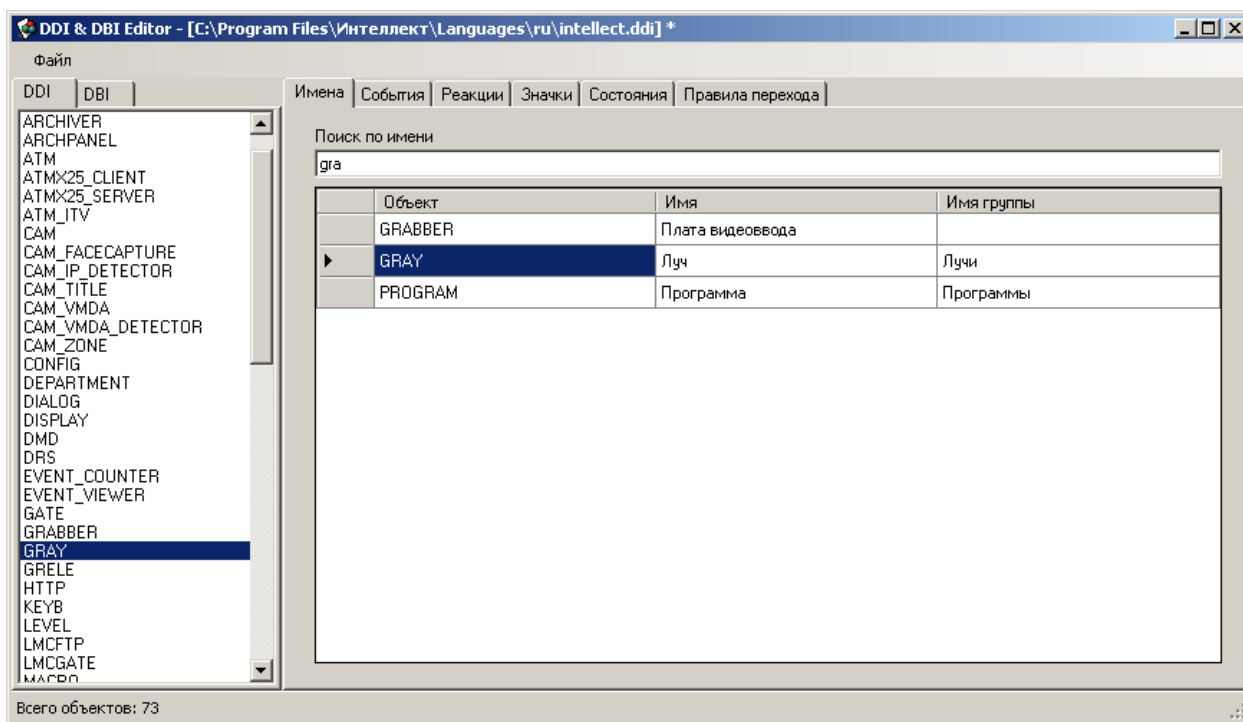 DDI & DBI Editor - [C:\Program Files\Интеллект\Languages\ru\intellect.ddi] *
Файл
DDI DBI
ARCHIVER
ARCHPANEL
ATM
ATMX25_CLIENT
ATMX25_SERVER
ATM_ITV
CAM
CAM_FACECAPTURE
CAM_IP_DETECTOR
CAM_TITLE
CAM_VMDA
CAM_VMDA_DETECTOR
CAM_ZONE
CONFIG
DEPARTMENT
DIALOG
DISPLAY
DMD
DRS
EVENT_COUNTER
EVENT_VIEWER
GATE
GRABBER
GRAY
GRELE
HTTP
KEYB
LEVEL
LMCFTP
LMCGATE
MACRO
Имена События Реакции Значки Состояния Правила перехода
Поиск по имени
gra
Объект Имя Имя группы
GRABBER Плата видеоввода
GRAY Луч Лучи
PROGRAM Программа Программы
Всего объектов: 73